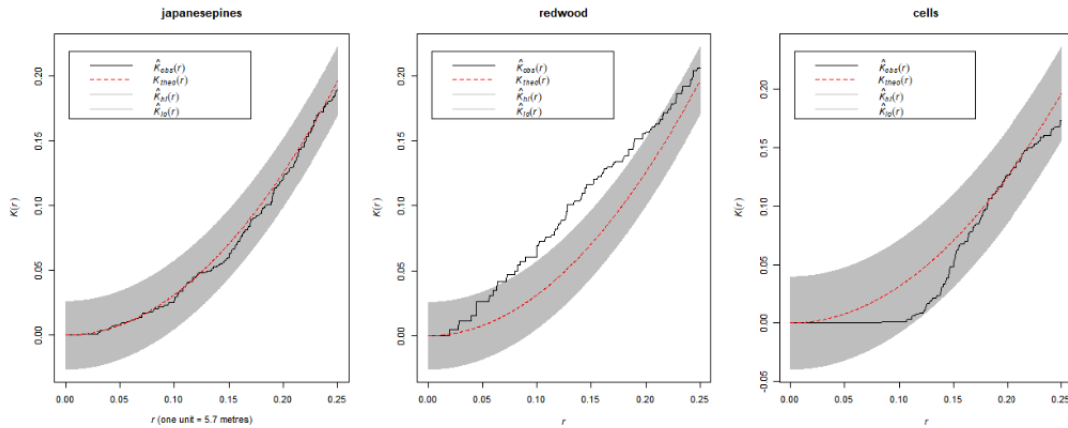 japanesepines
K̂obs(r)
Ktheo(r)
K̂hi(r)
K̂lo(r)
K(r)
0.00
0.05
0.10
0.15
0.20
0.00 0.05 0.10 0.15 0.20 0.25
r (one unit = 5.7 metres)
redwood
K̂obs(r)
Ktheo(r)
K̂hi(r)
K̂lo(r)
K(r)
0.00
0.05
0.10
0.15
0.20
0.00 0.05 0.10 0.15 0.20 0.25
r
cells
K̂obs(r)
Ktheo(r)
K̂hi(r)
K̂lo(r)
K(r)
-0.05
0.00
0.05
0.10
0.15
0.20
0.00 0.05 0.10 0.15 0.20 0.25
r